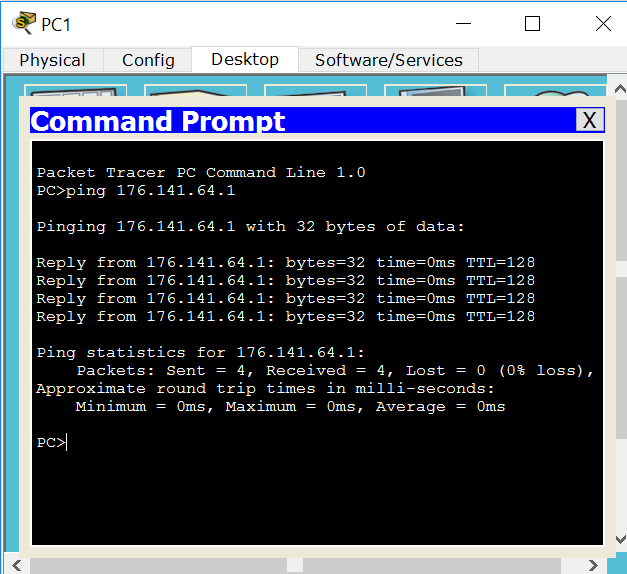 PC1
Physical Config Desktop Software/Services
Command Prompt X
Packet Tracer PC Command Line 1.0
PC>ping 176.141.64.1
Pinging 176.141.64.1 with 32 bytes of data:
Reply from 176.141.64.1: bytes=32 time=0ms TTL=128
Reply from 176.141.64.1: bytes=32 time=0ms TTL=128
Reply from 176.141.64.1: bytes=32 time=0ms TTL=128
Reply from 176.141.64.1: bytes=32 time=0ms TTL=128
Ping statistics for 176.141.64.1:
Packets: Sent = 4, Received = 4, Lost = 0 (0% loss),
Approximate round trip times in milli-seconds:
Minimum = 0ms, Maximum = 0ms, Average = 0ms
PC>